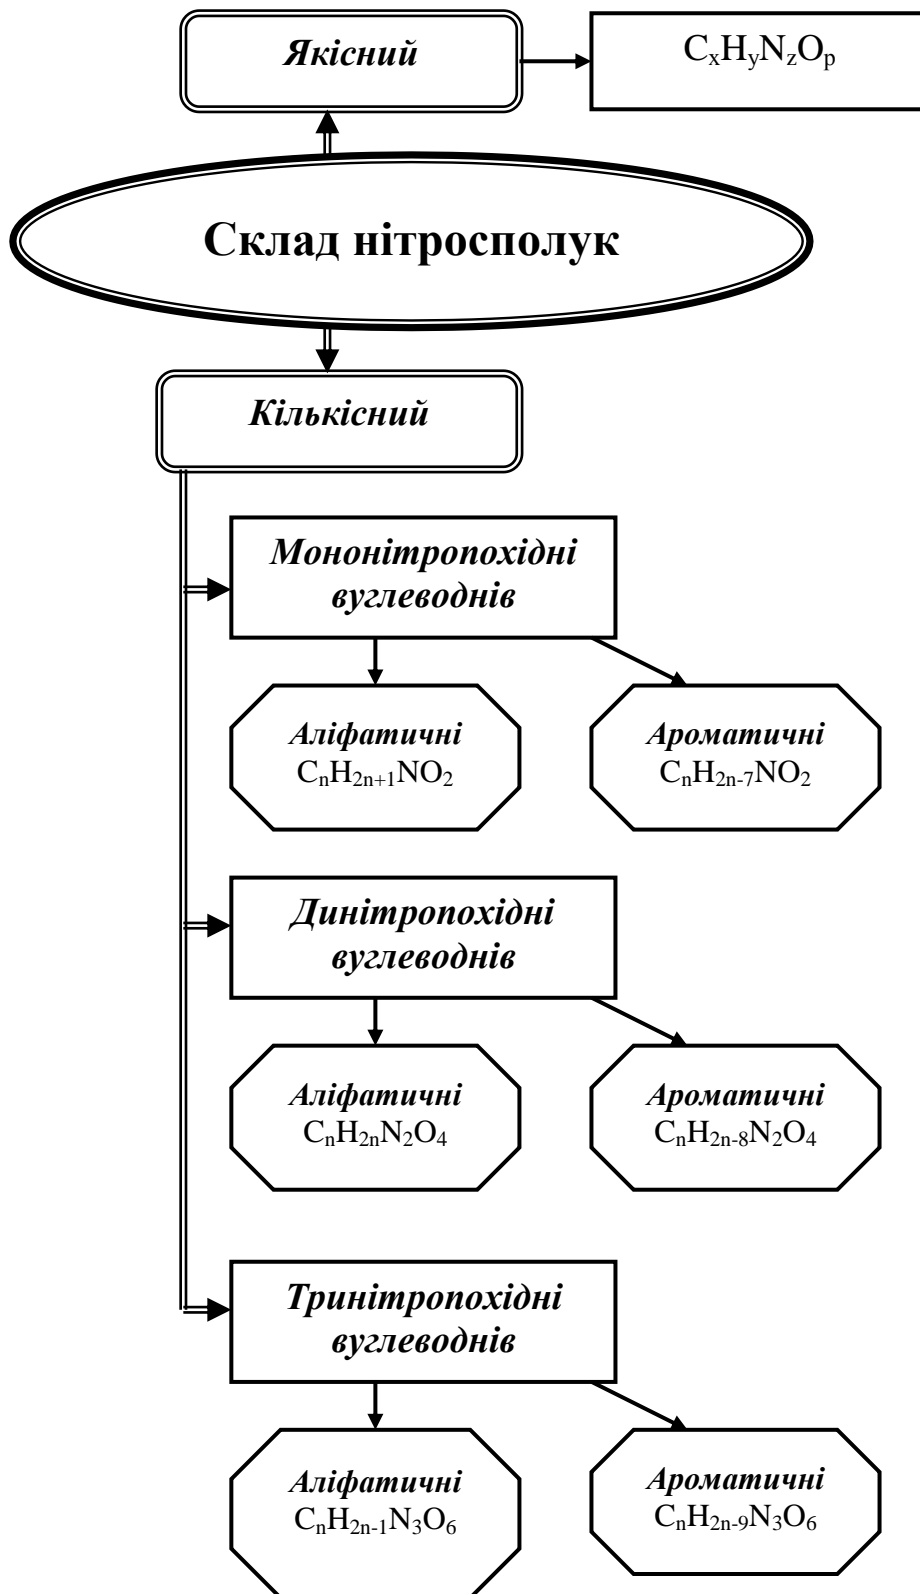 Якісний
CₓHᵧN_zOₚ
Склад нітросполук
Кількісний
Мононітропохідні
вуглеводнів
Аліфатичні
CₙH₂ₙ₊₁NO₂
Ароматичні
CₙH₂ₙ₋₇NO₂
Динітропохідні
вуглеводнів
Аліфатичні
CₙH₂ₙN₂O₄
Ароматичні
CₙH₂ₙ₋₈N₂O₄
Тринітропохідні
вуглеводнів
Аліфатичні
CₙH₂ₙ₋₁N₃O₆
Ароматичні
CₙH₂ₙ₋₉N₃O₆